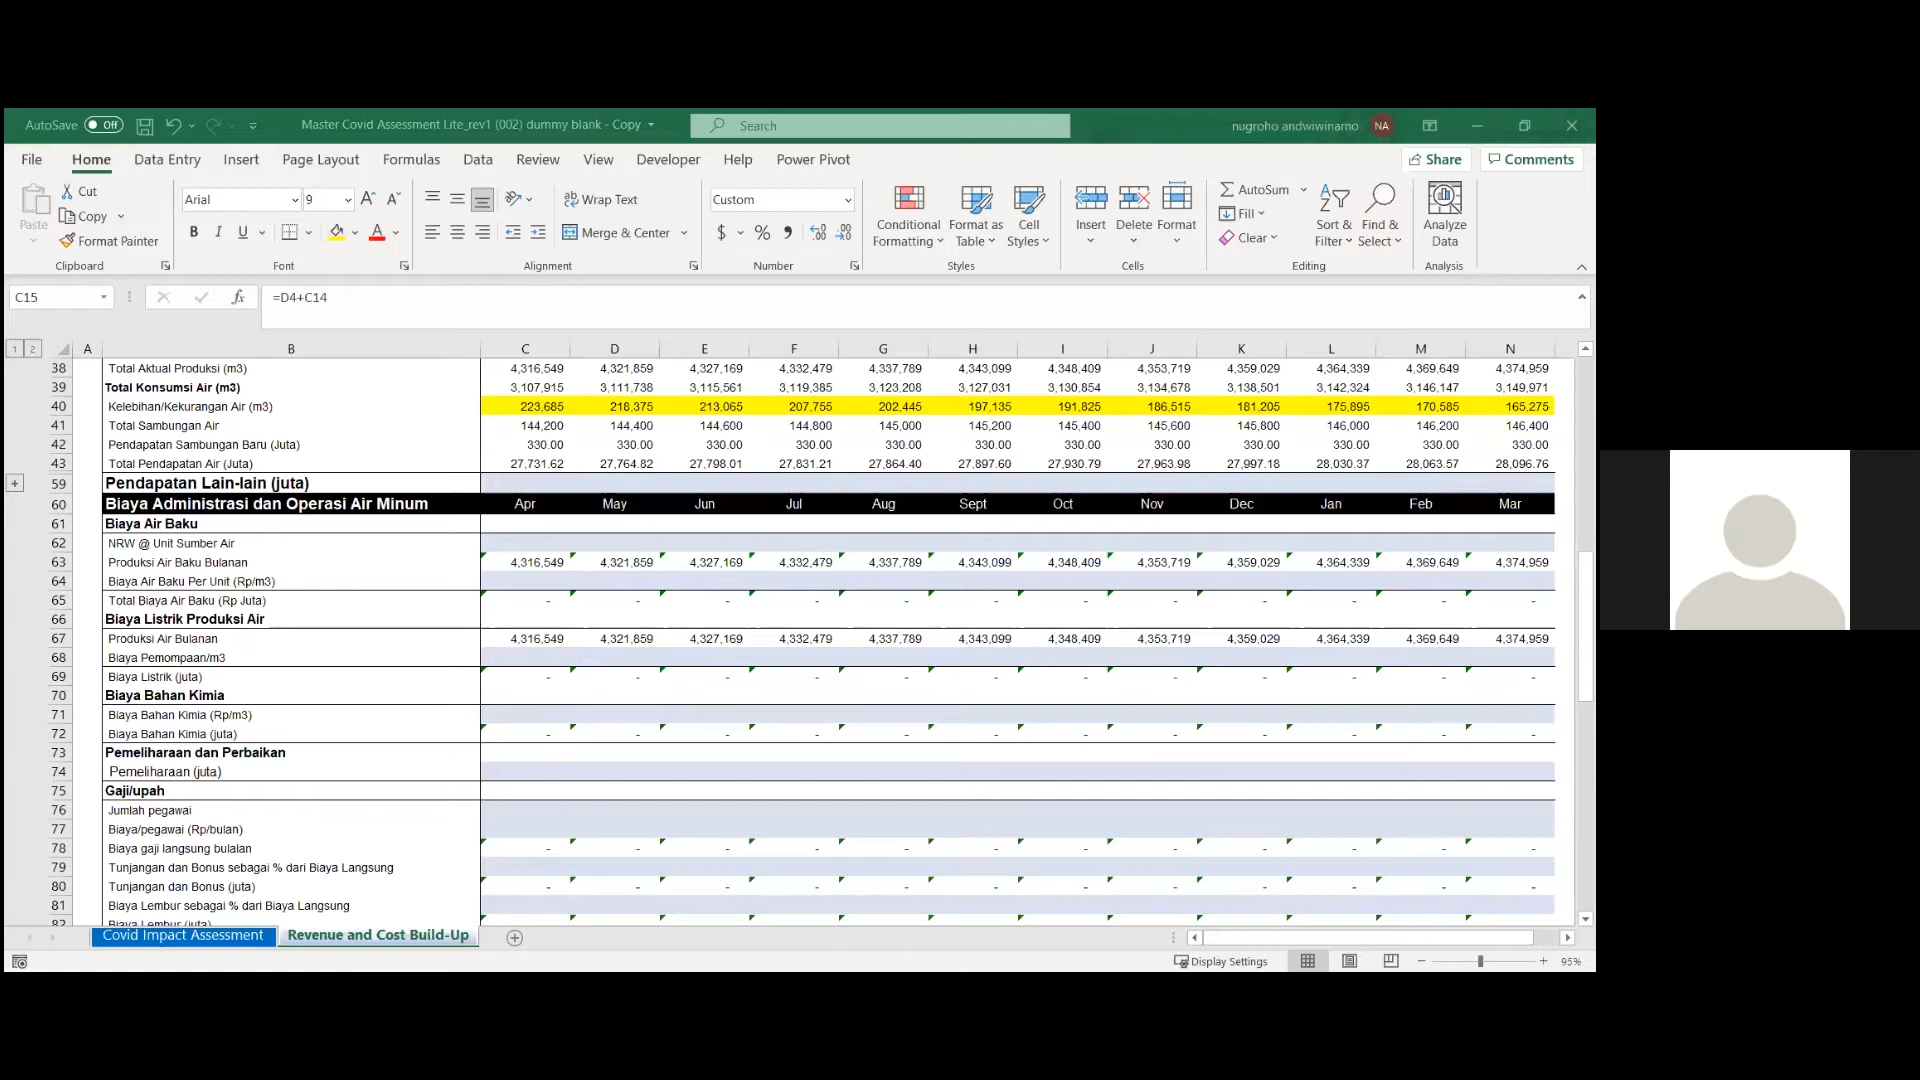 AutoSave Off Master Covid Assessment Lite_rev1 (002) dummy blank - Copy Search nugroho andwiwinarno NA
File Home Data Entry Insert Page Layout Formulas Data Review View Developer Help Power Pivot Share Comments
Paste Cut Copy Format Painter Clipboard
Arial 9 A A B I U A Font
ab Wrap Text Merge & Center Alignment
Custom $ % Number
Conditional Formatting Format as Table Cell Styles Styles
Insert Delete Format Cells
AutoSum Fill Clear Sort & Filter Find & Select Editing
Analyze Data Analysis
C15 fx =D4+C14
1 2 A B C D E F G H I J K L M N
38 Total Aktual Produksi (m3) 4,316,549 4,321,859 4,327,169 4,332,479 4,337,789 4,343,099 4,348,409 4,353,719 4,359,029 4,364,339 4,369,649 4,374,959
39 Total Konsumsi Air (m3) 3,107,915 3,111,738 3,115,561 3,119,385 3,123,208 3,127,031 3,130,854 3,134,678 3,138,501 3,142,324 3,146,147 3,149,971
40 Kelebihan/Kekurangan Air (m3) 223,685 218,375 213,065 207,755 202,445 197,135 191,825 186,515 181,205 175,895 170,585 165,275
41 Total Sambungan Air 144,200 144,400 144,600 144,800 145,000 145,200 145,400 145,600 145,800 146,000 146,200 146,400
42 Pendapatan Sambungan Baru (Juta) 330.00 330.00 330.00 330.00 330.00 330.00 330.00 330.00 330.00 330.00 330.00 330.00
43 Total Pendapatan Air (Juta) 27,731.62 27,764.82 27,798.01 27,831.21 27,864.40 27,897.60 27,930.79 27,963.98 27,997.18 28,030.37 28,063.57 28,096.76
59 Pendapatan Lain-lain (juta)
60 Biaya Administrasi dan Operasi Air Minum Apr May Jun Jul Aug Sept Oct Nov Dec Jan Feb Mar
61 Biaya Air Baku
62 NRW @ Unit Sumber Air
63 Produksi Air Baku Bulanan 4,316,549 4,321,859 4,327,169 4,332,479 4,337,789 4,343,099 4,348,409 4,353,719 4,359,029 4,364,339 4,369,649 4,374,959
64 Biaya Air Baku Per Unit (Rp/m3)
65 Total Biaya Air Baku (Rp Juta) - - - - - - - - - - - -
66 Biaya Listrik Produksi Air
67 Produksi Air Bulanan 4,316,549 4,321,859 4,327,169 4,332,479 4,337,789 4,343,099 4,348,409 4,353,719 4,359,029 4,364,339 4,369,649 4,374,959
68 Biaya Pemompaan/m3
69 Biaya Listrik (juta) - - - - - - - - - - - -
70 Biaya Bahan Kimia
71 Biaya Bahan Kimia (Rp/m3)
72 Biaya Bahan Kimia (juta) - - - - - - - - - - - -
73 Pemeliharaan dan Perbaikan
74 Pemeliharaan (juta)
75 Gaji/upah
76 Jumlah pegawai
77 Biaya/pegawai (Rp/bulan)
78 Biaya gaji langsung bulalan - - - - - - - - - - - -
79 Tunjangan dan Bonus sebagai % dari Biaya Langsung
80 Tunjangan dan Bonus (juta) - - - - - - - - - - - -
81 Biaya Lembur sebagai % dari Biaya Langsung
82 Biaya Lembur (juta)
Covid Impact Assessment Revenue and Cost Build-Up
Display Settings 95%